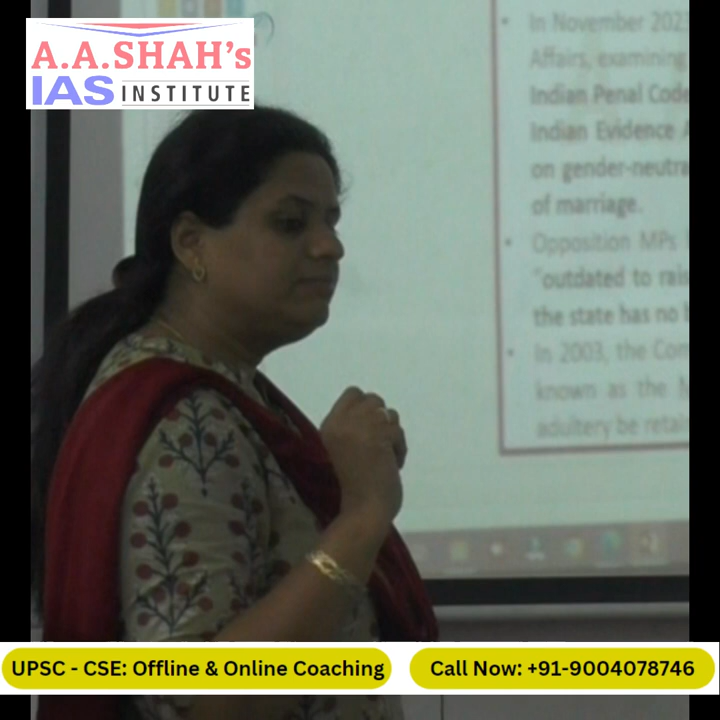 A.A.SHAH's
IAS INSTITUTE
In November 202
Affairs, examining
Indian Penal Code
Indian Evidence A
on gender-neutra
of marriage.
Opposition MPs
"outdated to rais
the state has no
In 2003, the Com
known as the
adultery be retai
UPSC - CSE: Offline & Online Coaching
Call Now: +91-9004078746